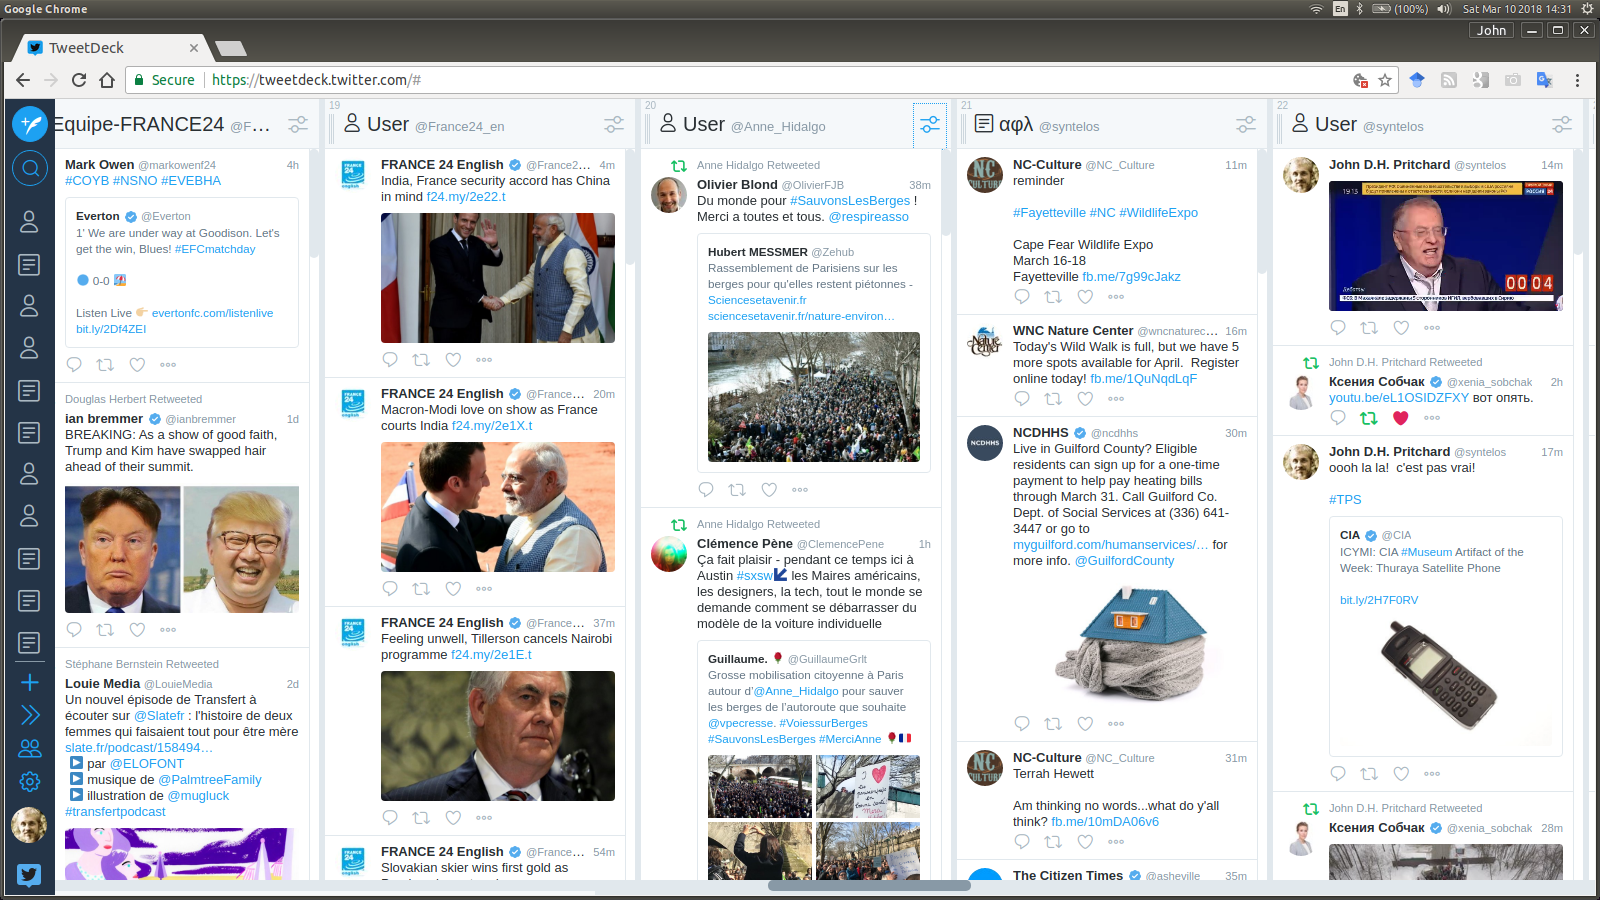 Google Chrome
En
(100%)
Sat Mar 10 2018 14:31
John
TweetDeck
Secure
https://tweetdeck.twitter.com/#
Equipe-FRANCE24 @F…
Mark Owen @markowenf24 4h
#COYB #NSNO #EVEBHA
Everton @Everton
1' We are under way at Goodison. Let's
get the win, Blues! #EFCmatchday
0-0
Listen Live evertonfc.com/listenlive
bit.ly/2Df4ZEI
Douglas Herbert Retweeted
ian bremmer @ianbremmer 1d
BREAKING: As a show of good faith,
Trump and Kim have swapped hair
ahead of their summit.
Stéphane Bernstein Retweeted
Louie Media @LouieMedia 2d
Un nouvel épisode de Transfert à
écouter sur @Slatefr : l'histoire de deux
femmes qui faisaient tout pour être mère
slate.fr/podcast/158494…
par @ELOFONT
musique de @PalmtreeFamily
illustration de @mugluck
#transfertpodcast
19
User @France24_en
FRANCE 24 English @France2… 4m
India, France security accord has China
in mind f24.my/2e22.t
FRANCE 24 English @France… 20m
Macron-Modi love on show as France
courts India f24.my/2e1X.t
FRANCE 24 English @France… 37m
Feeling unwell, Tillerson cancels Nairobi
programme f24.my/2e1E.t
FRANCE 24 English @France… 54m
Slovakian skier wins first gold as
20
User @Anne_Hidalgo
Anne Hidalgo Retweeted
Olivier Blond @OlivierFJB 38m
Du monde pour #SauvonsLesBerges !
Merci a toutes et tous. @respireasso
Hubert MESSMER @Zehub
Rassemblement de Parisiens sur les
berges pour qu'elles restent piétonnes -
Sciencesetavenir.fr
sciencesetavenir.fr/nature-environ…
Anne Hidalgo Retweeted
Clémence Pène @ClemencePene 1h
Ça fait plaisir - pendant ce temps ici à
Austin #sxsw les Maires américains,
les designers, la tech, tout le monde se
demande comment se débarrasser du
modèle de la voiture individuelle
Guillaume. @GuillaumeGrlt
Grosse mobilisation citoyenne à Paris
autour d'@Anne_Hidalgo pour sauver
les berges de l'autoroute que souhaite
@vpecresse. #VoiessurBerges
#SauvonsLesBerges #MerciAnne
21
αφλ @syntelos
NC-Culture @NC_Culture 11m
reminder
#Fayetteville #NC #WildlifeExpo
Cape Fear Wildlife Expo
March 16-18
Fayetteville fb.me/7g99cJakz
WNC Nature Center @wncnaturec… 16m
Today's Wild Walk is full, but we have 5
more spots available for April. Register
online today! fb.me/1QuNqdLqF
NCDHHS @ncdhhs 30m
Live in Guilford County? Eligible
residents can sign up for a one-time
payment to help pay heating bills
through March 31. Call Guilford Co.
Dept. of Social Services at (336) 641-
3447 or go to
myguilford.com/humanservices/… for
more info. @GuilfordCounty
NC-Culture @NC_Culture 31m
Terrah Hewett
Am thinking no words...what do y'all
think? fb.me/10mDA06v6
The Citizen Times @asheville 35m
22
User @syntelos
John D.H. Pritchard @syntelos 14m
19:13
РОССИЯ 24
00:04
Дебаты
John D.H. Pritchard Retweeted
Ксения Собчак @xenia_sobchak 2h
youtu.be/eL1OSIDZFXY вот опять.
John D.H. Pritchard @syntelos 17m
oooh la la! c'est pas vrai!
#TPS
CIA @CIA
ICYMI: CIA #Museum Artifact of the
Week: Thuraya Satellite Phone
bit.ly/2H7F0RV
John D.H. Pritchard Retweeted
Ксения Собчак @xenia_sobchak 28m